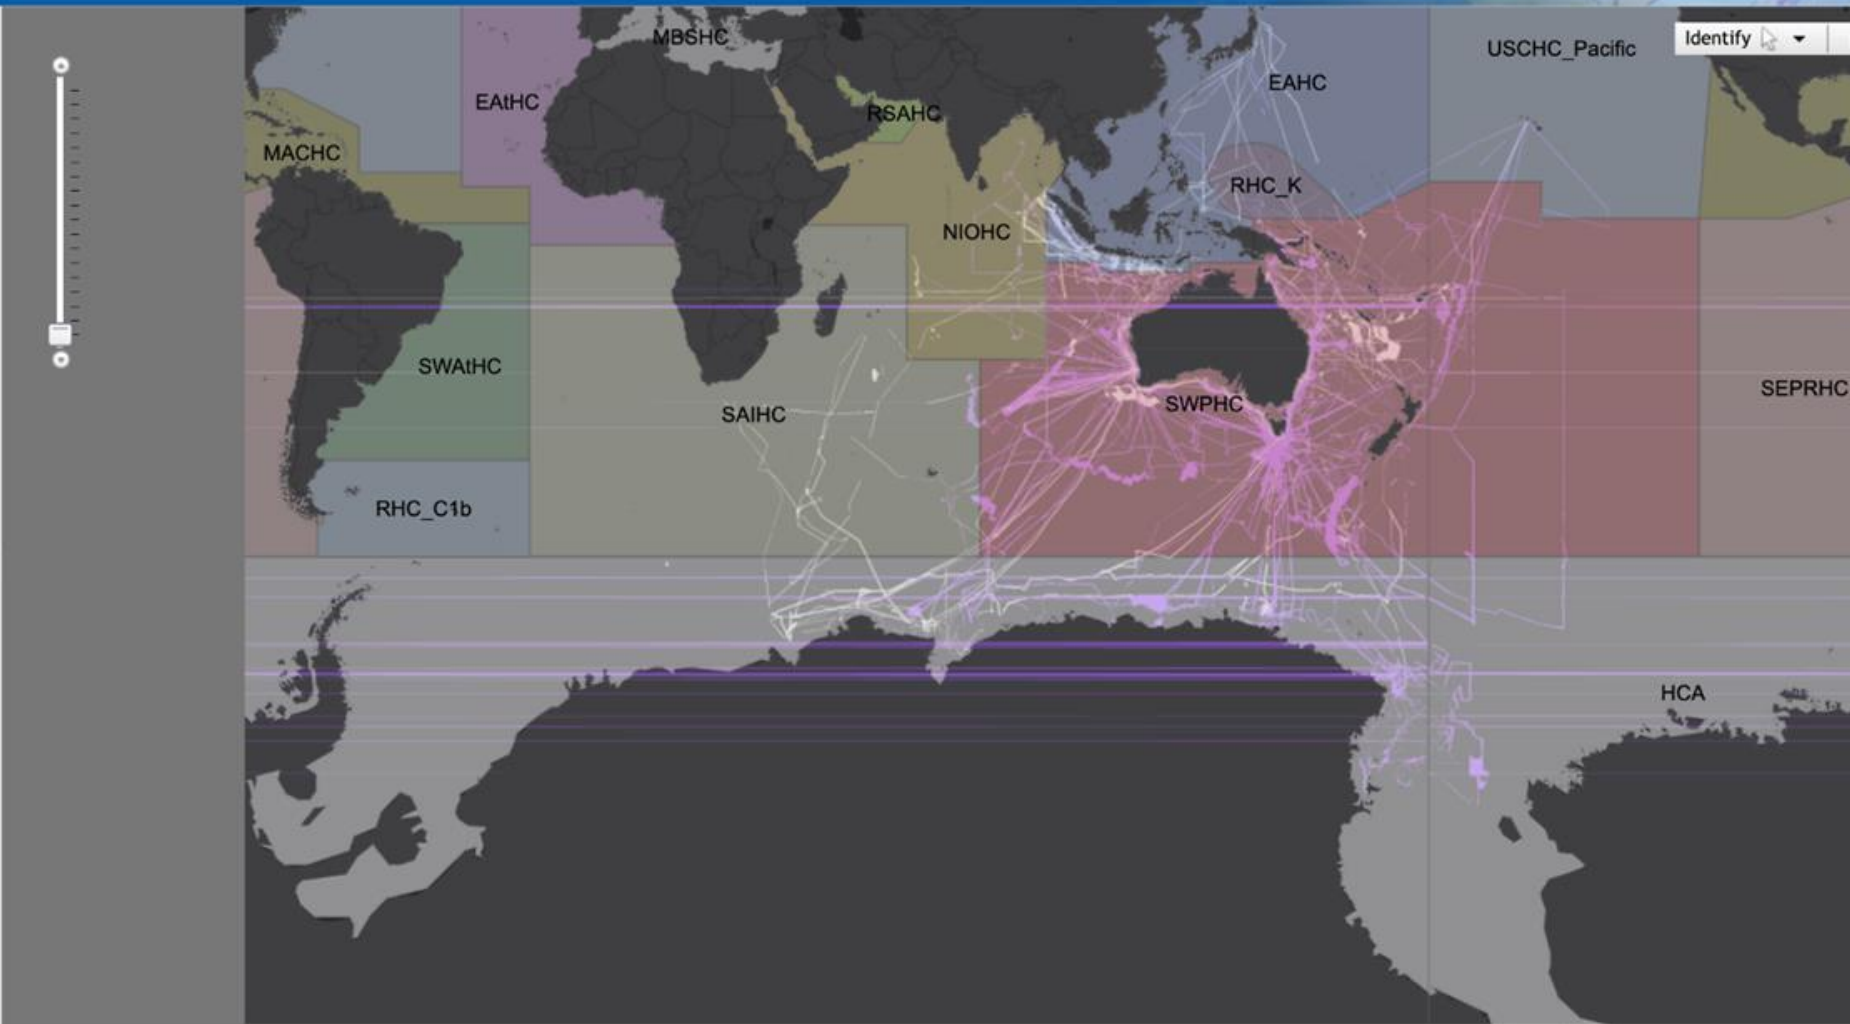 MBSHC
Identify
USCHC_Pacific
EAHC
EAtHC
RSAHC
MACHC
RHC_K
NIOHC
SWAtHC
SEPRHC
SWPHC
SAIHC
RHC_C1b
HCA